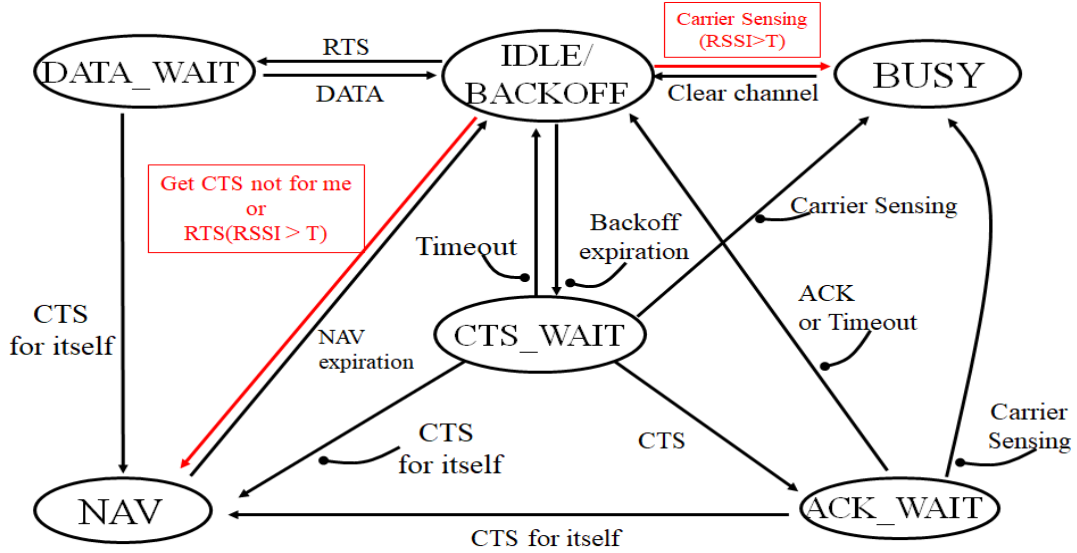 Carrier Sensing
(RSSI>T)
RTS
IDLE/
BACKOFF
DATA_WAIT
BUSY
DATA
Clear channel
Get CTS not for me
or
RTS(RSSI > T)
Carrier Sensing
Timeout
Backoff
expiration
ACK
or Timeout
CTS
for itself
NAV
expiration
CTS_WAIT
CTS
for itself
CTS
Carrier
Sensing
NAV
ACK_WAIT
CTS for itself